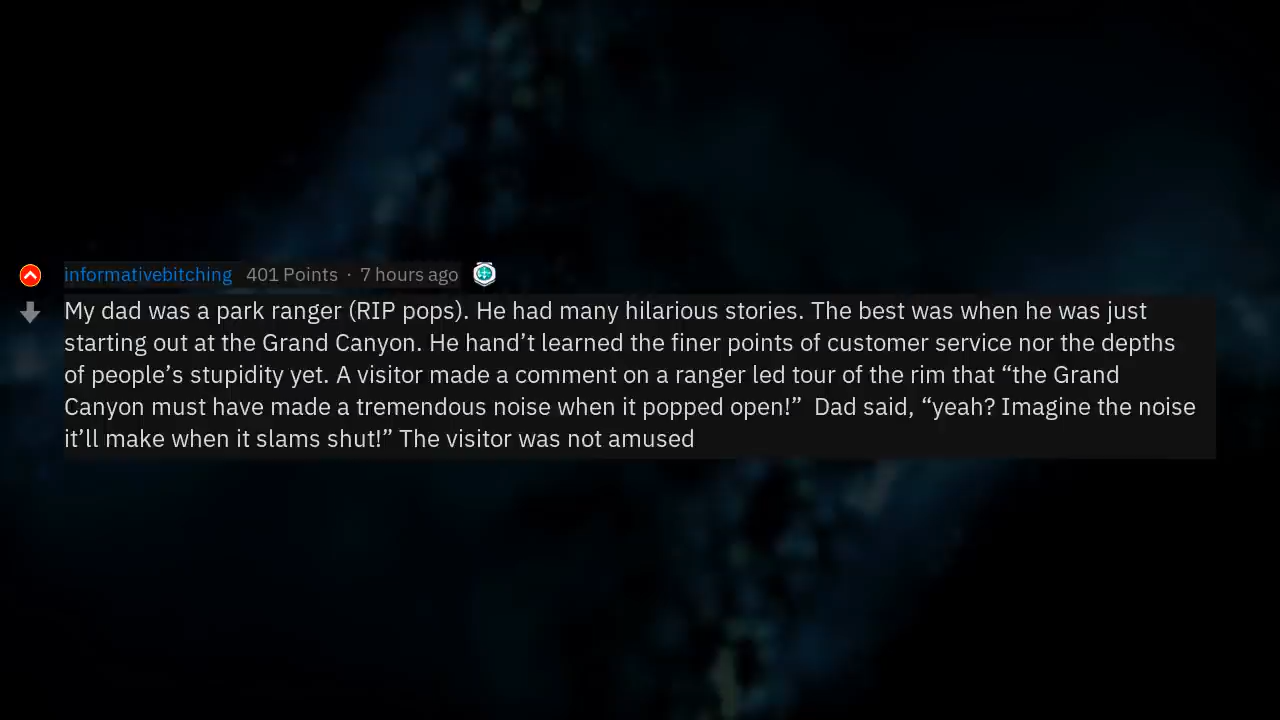 informativebitching 401 Points · 7 hours ago
My dad was a park ranger (RIP pops). He had many hilarious stories. The best was when he was just
starting out at the Grand Canyon. He hand’t learned the finer points of customer service nor the depths
of people’s stupidity yet. A visitor made a comment on a ranger led tour of the rim that “the Grand
Canyon must have made a tremendous noise when it popped open!”  Dad said, “yeah? Imagine the noise
it’ll make when it slams shut!” The visitor was not amused